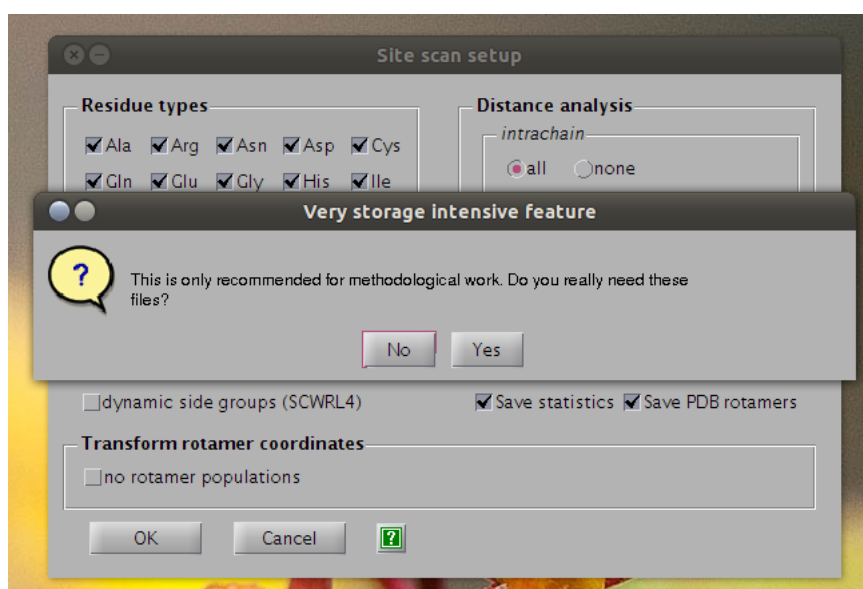 Site scan setup
Residue types
Distance analysis
intrachain
Ala Arg Asn Asp Cys
all none
Gln Glu Gly His Ile
Very storage intensive feature
?
This is only recommended for methodological work. Do you really need these
files?
No Yes
dynamic side groups (SCWRL4)
Save statistics Save PDB rotamers
Transform rotamer coordinates
no rotamer populations
OK Cancel ?